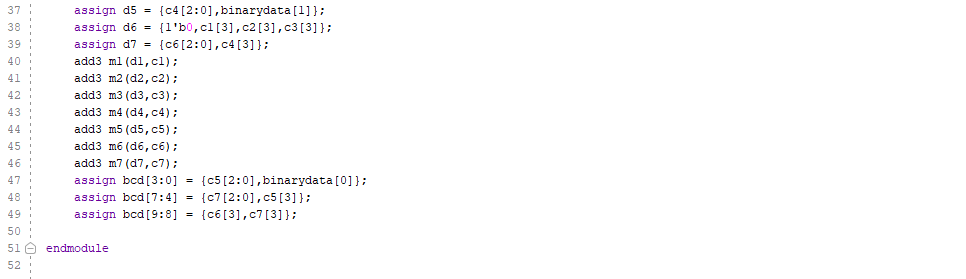 37 assign d5 = {c4[2:0],binarydata[1]};
38 assign d6 = {1'b0,c1[3],c2[3],c3[3]};
39 assign d7 = {c6[2:0],c4[3]};
40 add3 m1(d1,c1);
41 add3 m2(d2,c2);
42 add3 m3(d3,c3);
43 add3 m4(d4,c4);
44 add3 m5(d5,c5);
45 add3 m6(d6,c6);
46 add3 m7(d7,c7);
47 assign bcd[3:0] = {c5[2:0],binarydata[0]};
48 assign bcd[7:4] = {c7[2:0],c5[3]};
49 assign bcd[9:8] = {c6[3],c7[3]};
50
51 endmodule
52